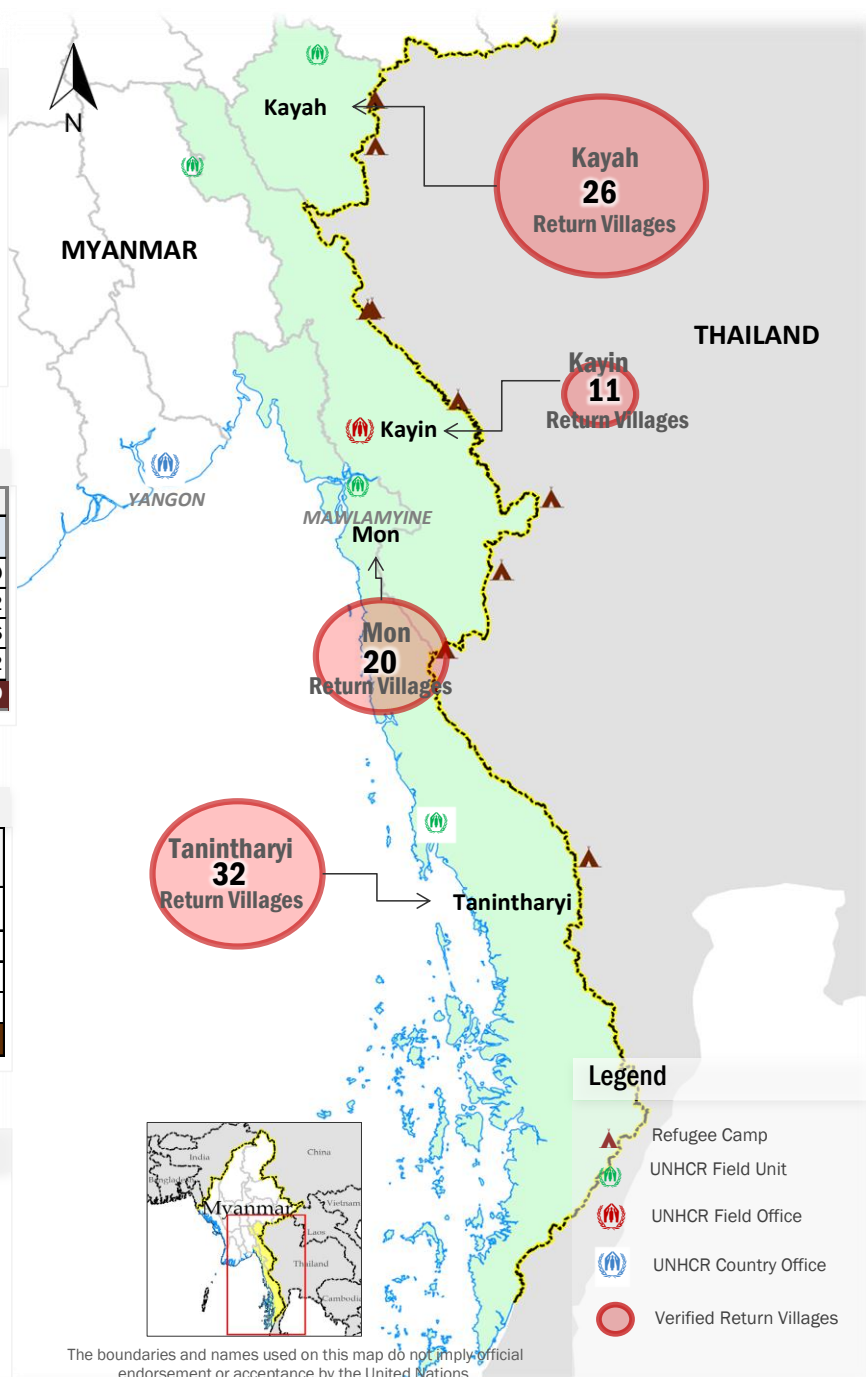 N
Kayah
Kayah
26
Return Villages
MYANMAR
THAILAND
Kayin
11
Return Villages
Kayin
YANGON
MAWLAMYINE
Mon
Mon
20
Return Villages
Tanintharyi
32
Return Villages
Tanintharyi
Legend
Refugee Camp
UNHCR Field Unit
UNHCR Field Office
UNHCR Country Office
Verified Return Villages
China
India
Bangladesh
Myanmar
Vietnam
Laos
Thailand
Cambodia
The boundaries and names used on this map do not imply official
endorsement or acceptance by the United Nations